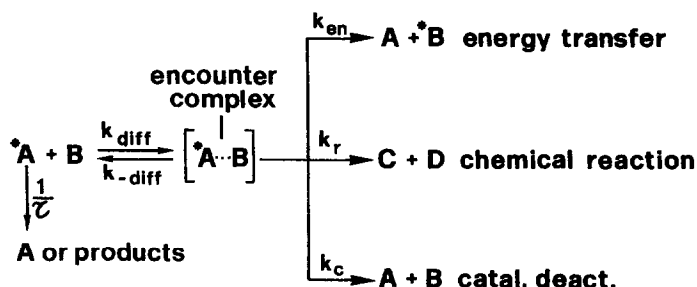 k_en
A + *B energy transfer
encounter
complex
*A + B
k_diff
k_-diff
[*A···B]
k_r
C + D chemical reaction
1/τ
A or products
k_c
A + B catal. deact.